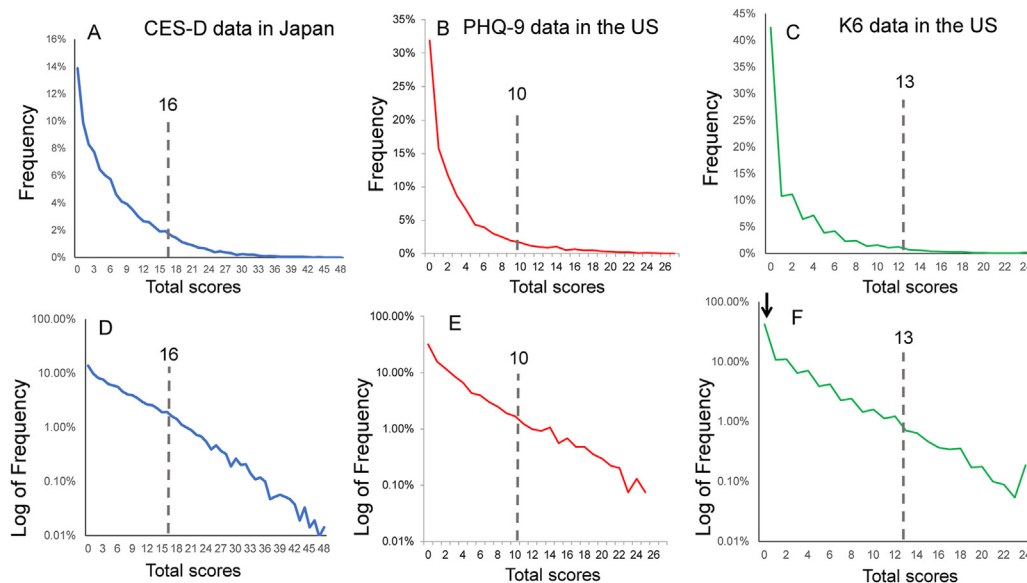 A CES-D data in Japan
16%
14%
12%
10%
8%
6%
4%
2%
0%
Frequency
16
0 3 6 9 12 15 18 21 24 27 30 33 36 39 42 45 48
Total scores
B PHQ-9 data in the US
35%
30%
25%
20%
15%
10%
5%
0%
Frequency
10
0 2 4 6 8 10 12 14 16 18 20 22 24 26
Total scores
C K6 data in the US
45%
40%
35%
30%
25%
20%
15%
10%
5%
0%
Frequency
13
0 2 4 6 8 10 12 14 16 18 20 22 24
Total scores
D
100.00%
10.00%
1.00%
0.10%
0.01%
Log of Frequency
16
0 3 6 9 12 15 18 21 24 27 30 33 36 39 42 45 48
Total scores
E
100.00%
10.00%
1.00%
0.10%
0.01%
Log of Frequency
10
0 2 4 6 8 10 12 14 16 18 20 22 24 26
Total scores
F
100.00%
10.00%
1.00%
0.10%
0.01%
Log of Frequency
13
0 2 4 6 8 10 12 14 16 18 20 22 24
Total scores